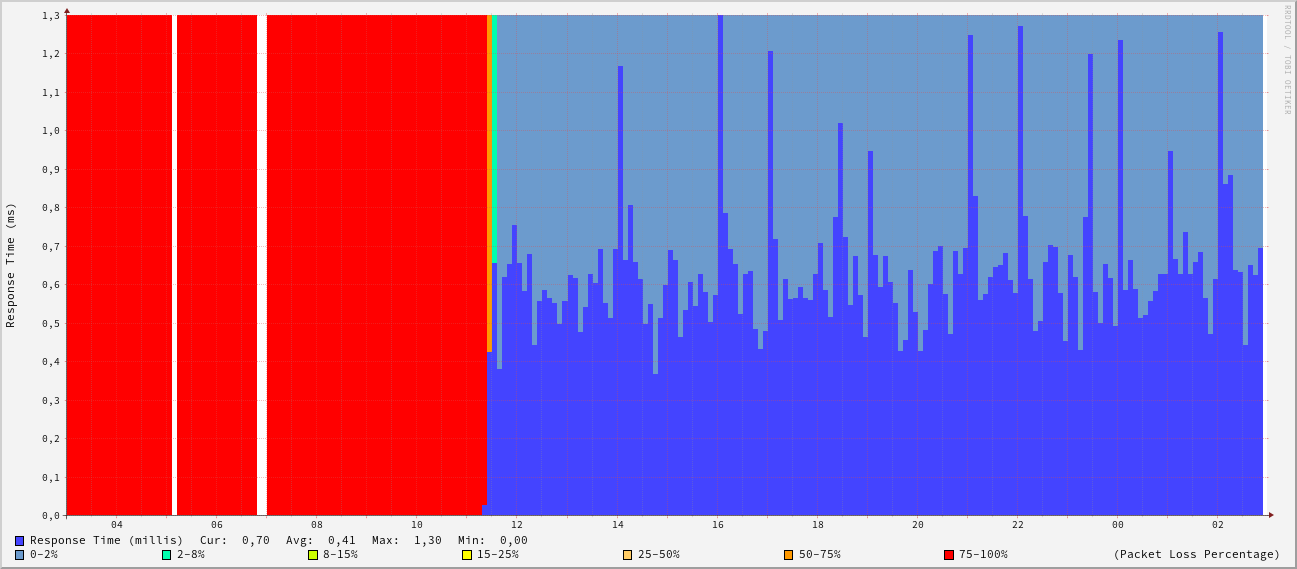 RRDTOOL / TOBI OETIKER
Response Time (ms)
1,3
1,2
1,1
1,0
0,9
0,8
0,7
0,6
0,5
0,4
0,3
0,2
0,1
0,0
04 06 08 10 12 14 16 18 20 22 00 02
Response Time (millis) Cur: 0,70 Avg: 0,41 Max: 1,30 Min: 0,00
0-2% 2-8% 8-15% 15-25% 25-50% 50-75% 75-100% (Packet Loss Percentage)